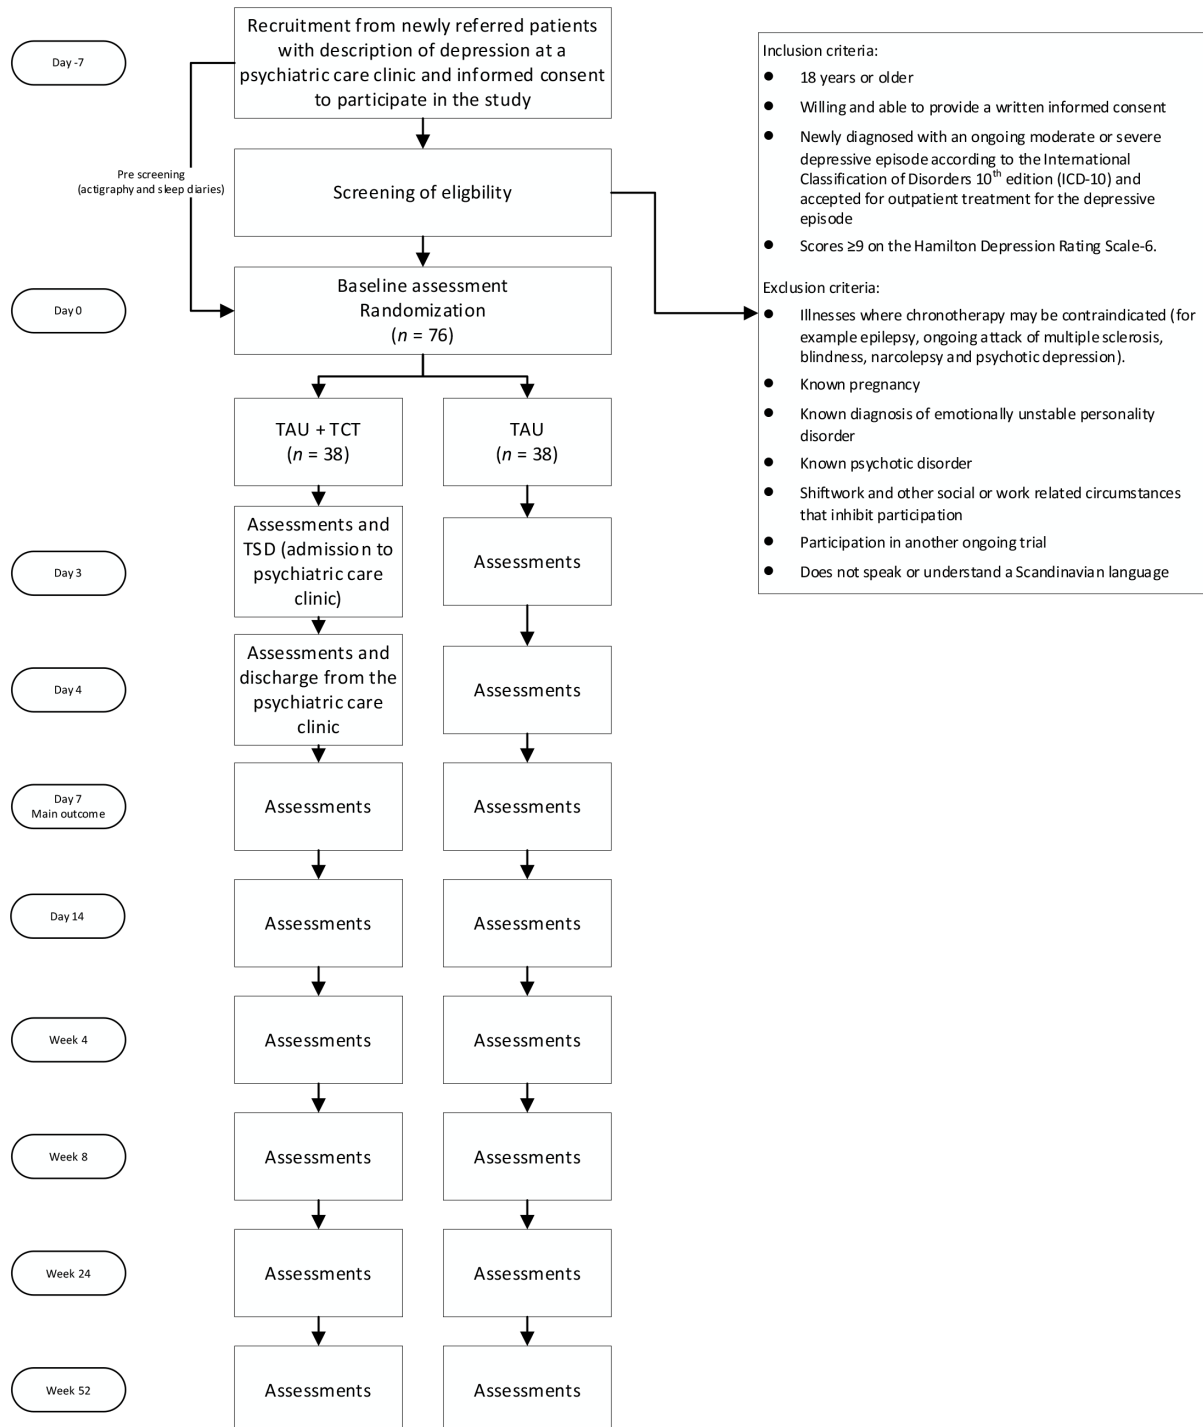 Day -7
Recruitment from newly referred patients
with description of depression at a
psychiatric care clinic and informed consent
to participate in the study
Pre screening
(actigraphy and sleep diaries)
Screening of eligbility
Inclusion criteria:
● 18 years or older
● Willing and able to provide a written informed consent
● Newly diagnosed with an ongoing moderate or severe
depressive episode according to the International
Classification of Disorders 10th edition (ICD-10) and
accepted for outpatient treatment for the depressive
episode
● Scores ≥9 on the Hamilton Depression Rating Scale-6.
Exclusion criteria:
● Illnesses where chronotherapy may be contraindicated (for
example epilepsy, ongoing attack of multiple sclerosis,
blindness, narcolepsy and psychotic depression).
● Known pregnancy
● Known diagnosis of emotionally unstable personality
disorder
● Known psychotic disorder
● Shiftwork and other social or work related circumstances
that inhibit participation
● Participation in another ongoing trial
● Does not speak or understand a Scandinavian language
Day 0
Baseline assessment
Randomization
(n = 76)
TAU + TCT
(n = 38)
TAU
(n = 38)
Day 3
Assessments and
TSD (admission to
psychiatric care
clinic)
Assessments
Day 4
Assessments and
discharge from the
psychiatric care
clinic
Assessments
Day 7
Main outcome
Assessments
Assessments
Day 14
Assessments
Assessments
Week 4
Assessments
Assessments
Week 8
Assessments
Assessments
Week 24
Assessments
Assessments
Week 52
Assessments
Assessments